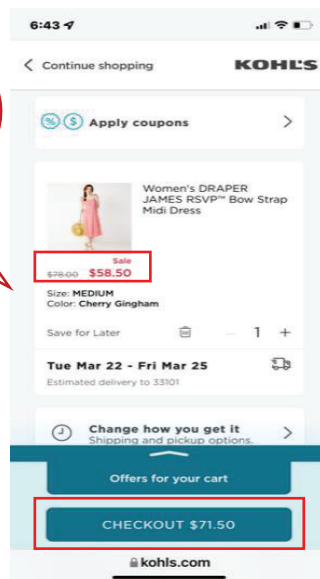 6:43
Continue shopping KOHL'S
Apply coupons
Women's DRAPER
JAMES RSVP™ Bow Strap
Midi Dress
Sale
$78.00 $58.50
Size: MEDIUM
Color: Cherry Gingham
Save for Later 1
Tue Mar 22 - Fri Mar 25
Estimated delivery to 33101
Change how you get it
Shipping and pickup options.
Offers for your cart
CHECKOUT $71.50
kohls.com